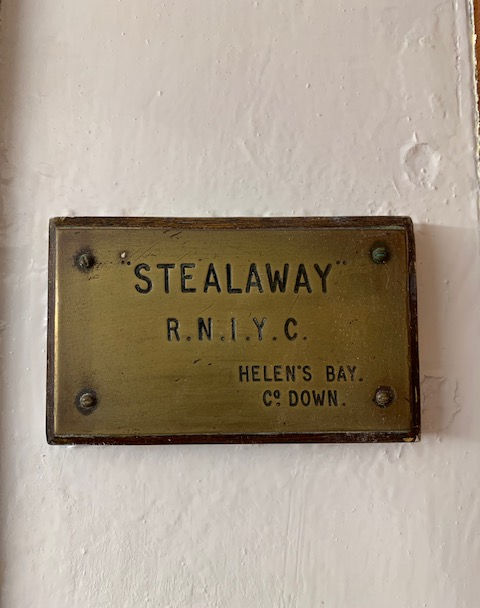 "STEALAWAY"
R.N.I.Y.C.
HELEN'S BAY.
Cº DOWN.